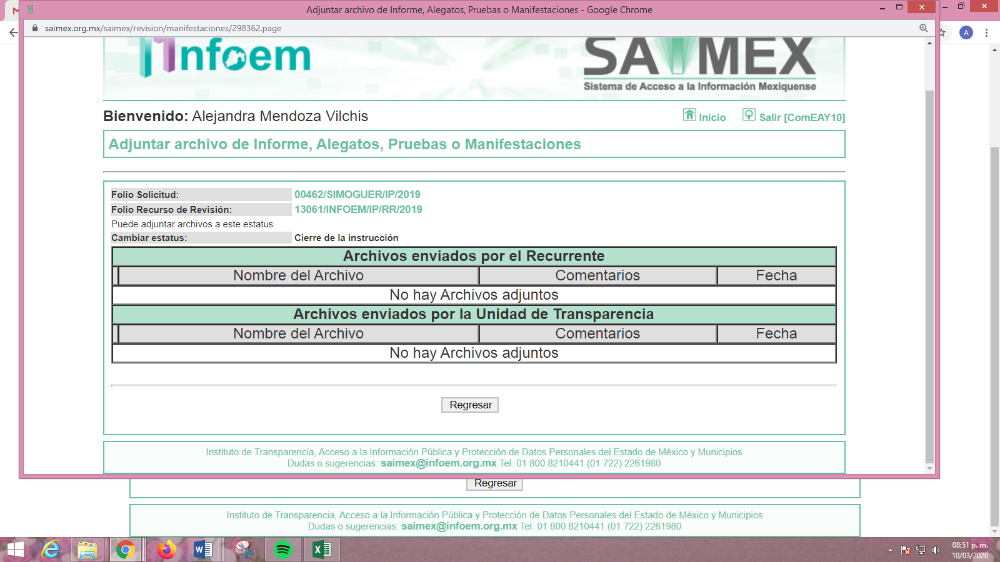 Adjuntar archivo de Informe, Alegatos, Pruebas o Manifestaciones - Google Chrome
saimex.org.mx/saimex/revision/manifestaciones/298362.page
A
infoem
SAIMEX
Sistema de Acceso a la Información Mexiquense
Bienvenido: Alejandra Mendoza Vilchis
Inicio
Salir [ComEAY10]
Adjuntar archivo de Informe, Alegatos, Pruebas o Manifestaciones
Folio Solicitud: 00462/SIMOGUER/IP/2019
Folio Recurso de Revisión: 13061/INFOEM/IP/RR/2019
Puede adjuntar archivos a este estatus
Cambiar estatus: Cierre de la instrucción
Archivos enviados por el Recurrente
Nombre del Archivo Comentarios Fecha
No hay Archivos adjuntos
Archivos enviados por la Unidad de Transparencia
Nombre del Archivo Comentarios Fecha
No hay Archivos adjuntos
Regresar
Instituto de Transparencia, Acceso a la Información Pública y Protección de Datos Personales del Estado de México y Municipios
Dudas o sugerencias: saimex@infoem.org.mx Tel. 01 800 8210441 (01 722) 2261980
Regresar
Instituto de Transparencia, Acceso a la Información Pública y Protección de Datos Personales del Estado de México y Municipios
Dudas o sugerencias: saimex@infoem.org.mx Tel. 01 800 8210441 (01 722) 2261980
08:51 p. m.
10/03/2020